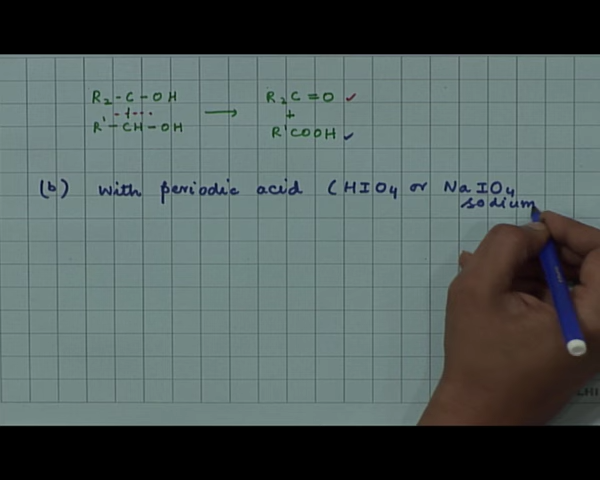 R₂-C-OH → R₂C=O ✓
+
R'-CH-OH R'COOH ✓
(b) with periodic acid (HIO₄ or NaIO₄
sodium